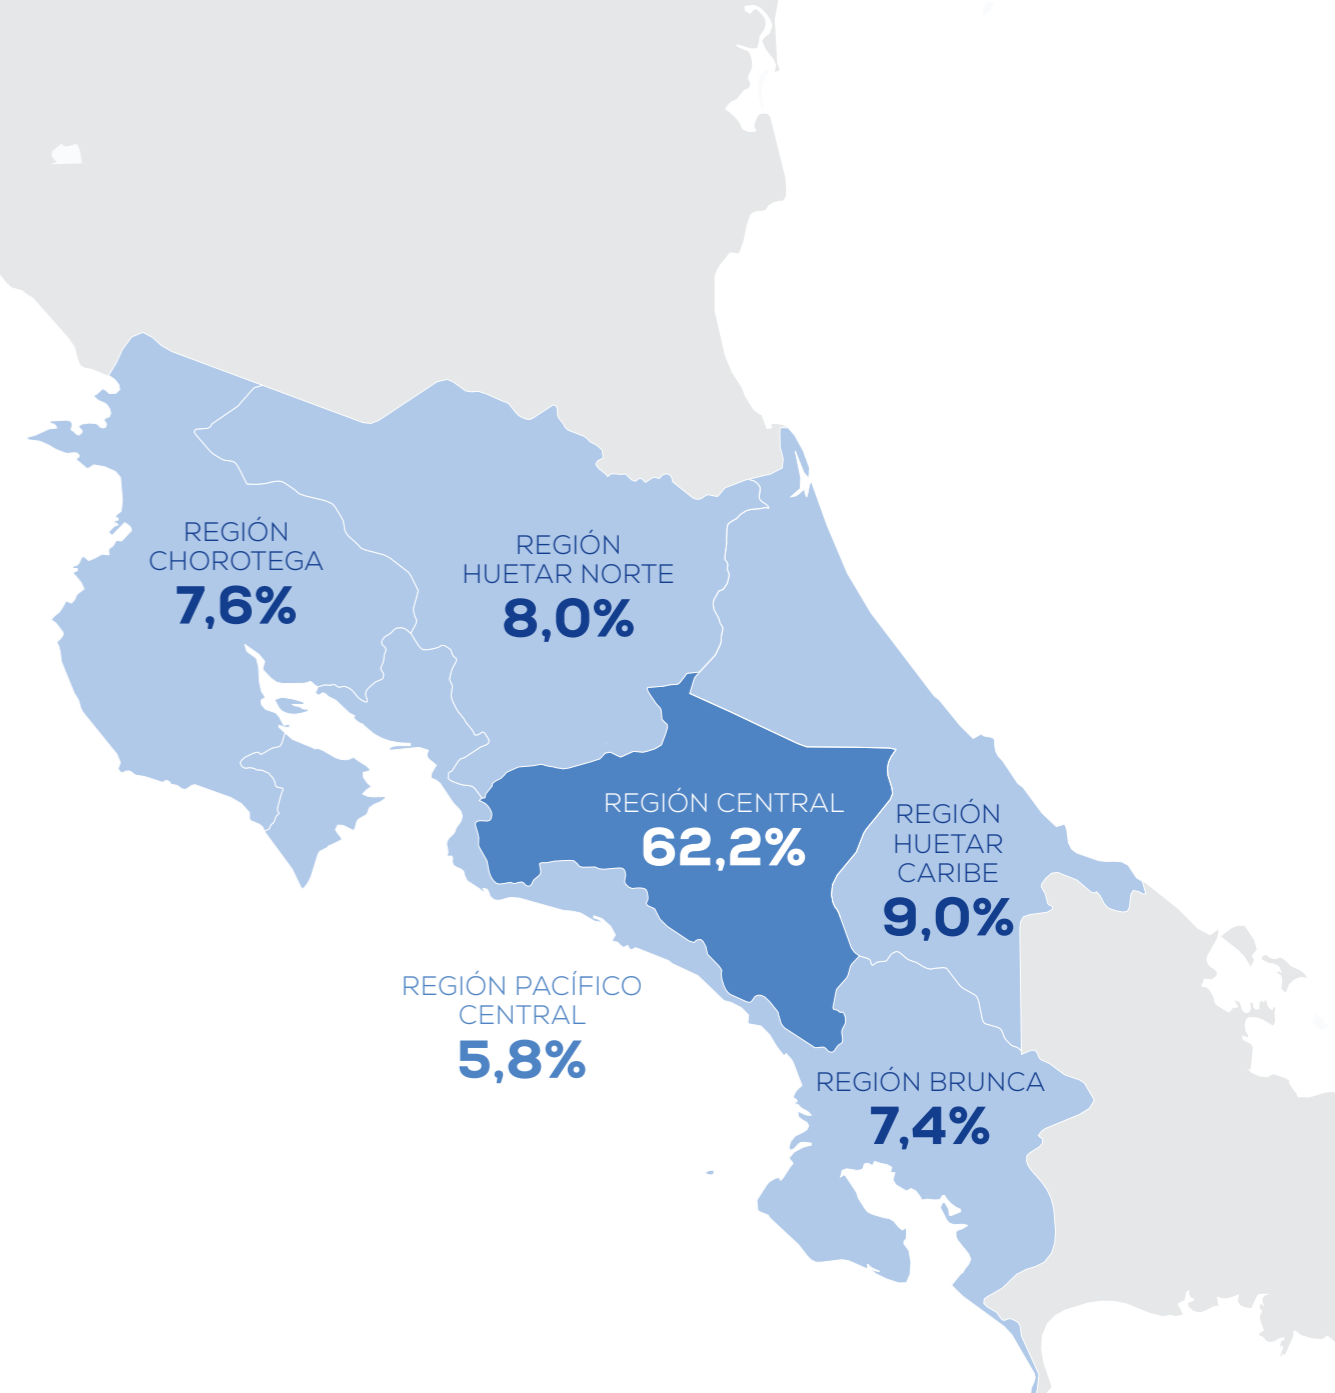 REGIÓN
CHOROTEGA
7,6%
REGIÓN
HUETAR NORTE
8,0%
REGIÓN CENTRAL
62,2%
REGIÓN
HUETAR
CARIBE
9,0%
REGIÓN PACÍFICO
CENTRAL
5,8%
REGIÓN BRUNCA
7,4%